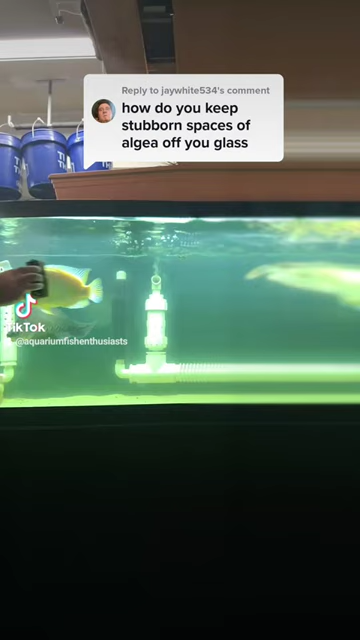 Reply to jaywhite534's comment
how do you keep
stubborn spaces of
algea off you glass
TikTok
@aquariumfishenthusiasts